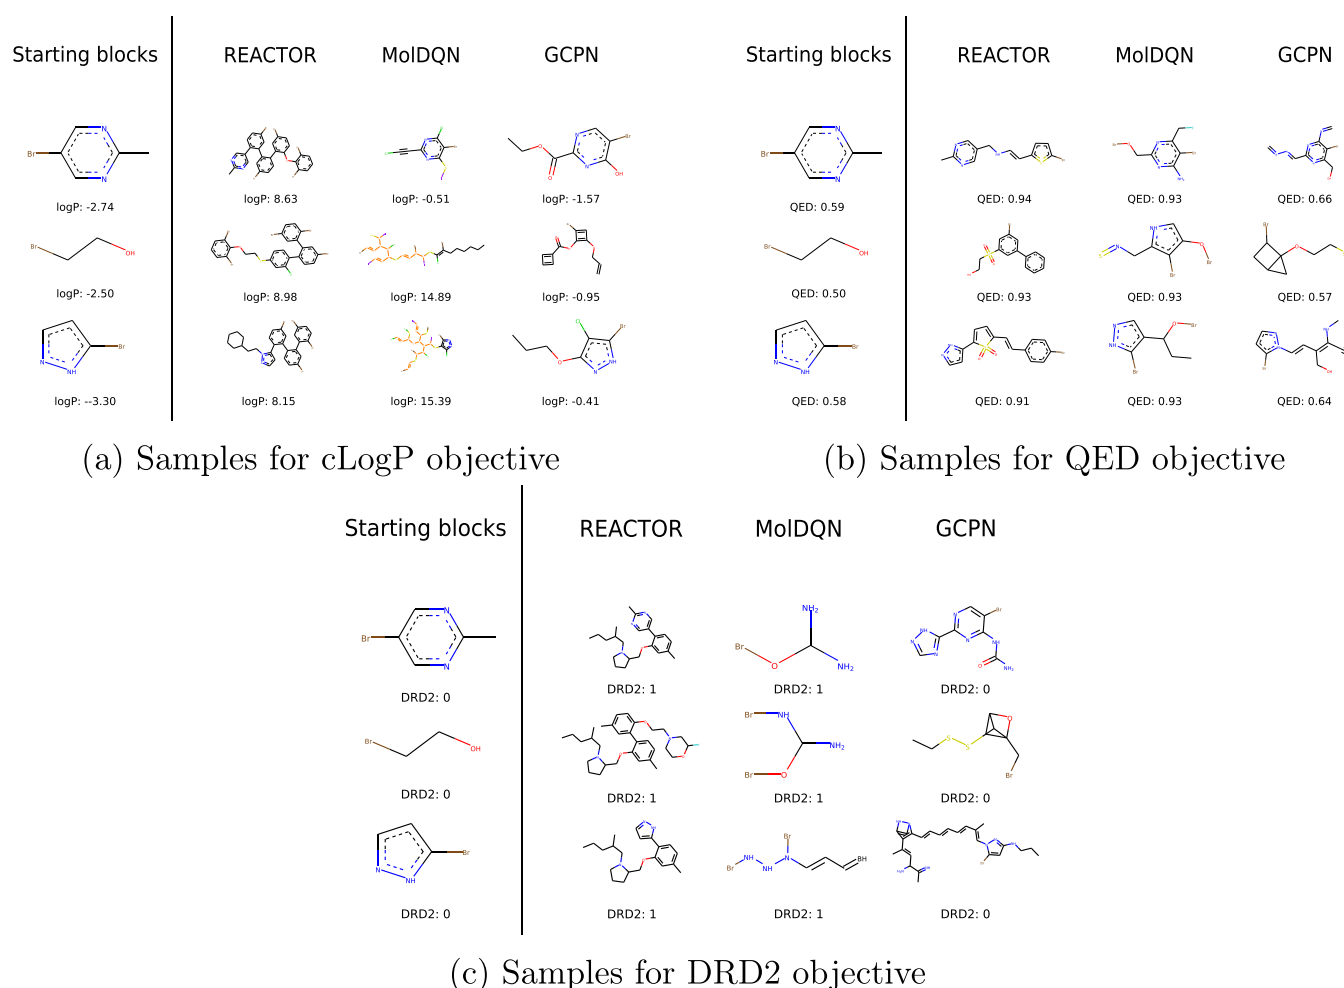 Starting blocks REACTOR MolDQN GCPN
logP: -2.74 logP: 8.63 logP: -0.51 logP: -1.57
logP: -2.50 logP: 8.98 logP: 14.89 logP: -0.95
logP: --3.30 logP: 8.15 logP: 15.39 logP: -0.41
(a) Samples for cLogP objective
Starting blocks REACTOR MolDQN GCPN
QED: 0.59 QED: 0.94 QED: 0.93 QED: 0.66
QED: 0.50 QED: 0.93 QED: 0.93 QED: 0.57
QED: 0.58 QED: 0.91 QED: 0.93 QED: 0.64
(b) Samples for QED objective
Starting blocks REACTOR MolDQN GCPN
DRD2: 0 DRD2: 1 DRD2: 1 DRD2: 0
DRD2: 0 DRD2: 1 DRD2: 1 DRD2: 0
DRD2: 0 DRD2: 1 DRD2: 1 DRD2: 0
(c) Samples for DRD2 objective